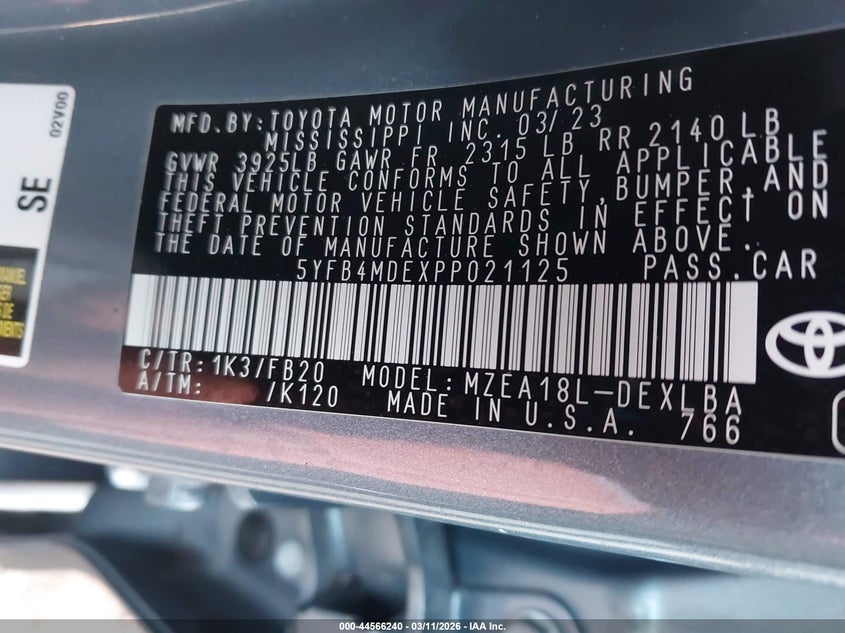 MFD. BY: TOYOTA MOTOR MANUFACTURING
MISSISSIPPI INC. 03/23
GVWR 3925LB GAWR FR 2315 LB RR 2140 LB
THIS VEHICLE CONFORMS TO ALL APPLICABLE
FEDERAL MOTOR VEHICLE SAFETY, BUMPER, AND
THEFT PREVENTION STANDARDS IN EFFECT ON
THE DATE OF MANUFACTURE SHOWN ABOVE.
5YFB4MDEXPP021125 PASS. CAR
C/TR: 1K3/FB20 MODEL: MZEA18L-DEXLBA
A/TM: /K120 MADE IN U.S.A. 766
02V00
SE
MANUEL
DE
000-44566240 - 03/11/2026 - IAA Inc.